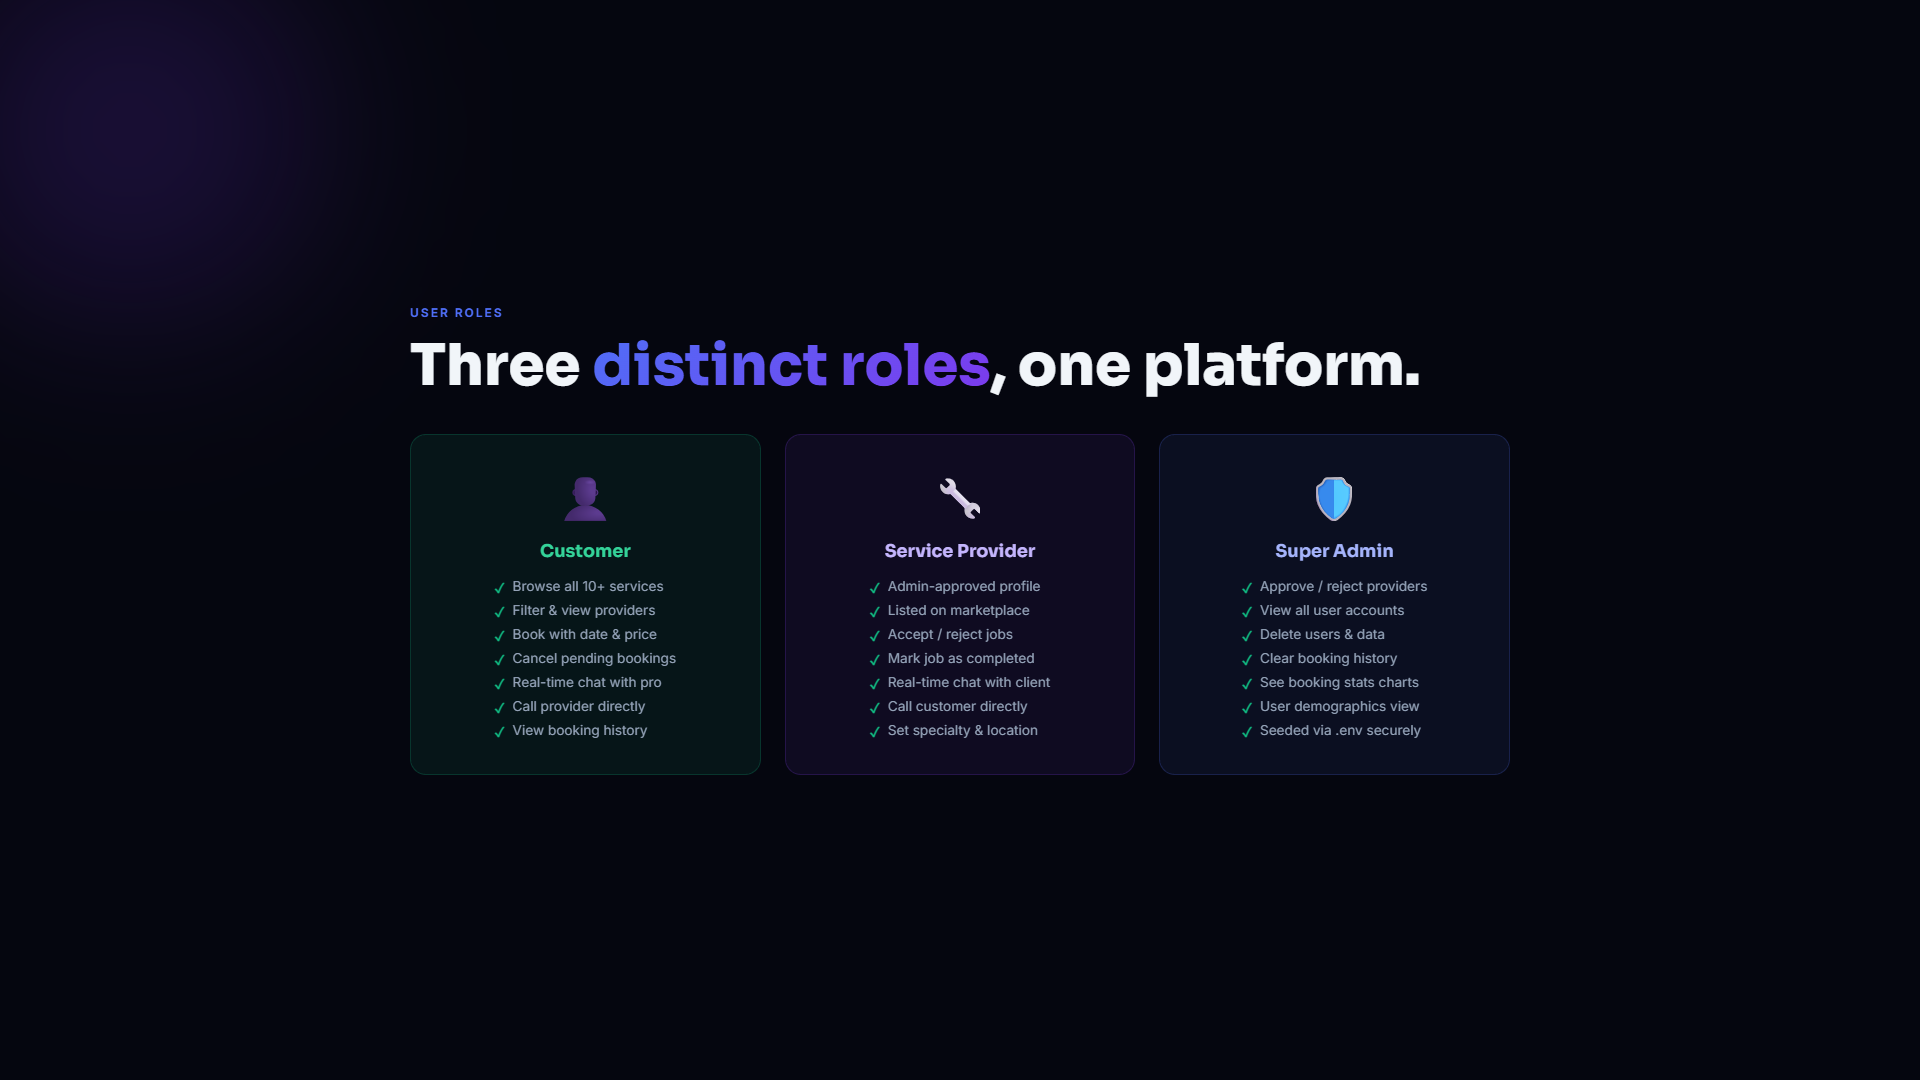 USER ROLES
Three distinct roles, one platform.
Customer
✓ Browse all 10+ services
✓ Filter & view providers
✓ Book with date & price
✓ Cancel pending bookings
✓ Real-time chat with pro
✓ Call provider directly
✓ View booking history
Service Provider
✓ Admin-approved profile
✓ Listed on marketplace
✓ Accept / reject jobs
✓ Mark job as completed
✓ Real-time chat with client
✓ Call customer directly
✓ Set specialty & location
Super Admin
✓ Approve / reject providers
✓ View all user accounts
✓ Delete users & data
✓ Clear booking history
✓ See booking stats charts
✓ User demographics view
✓ Seeded via .env securely